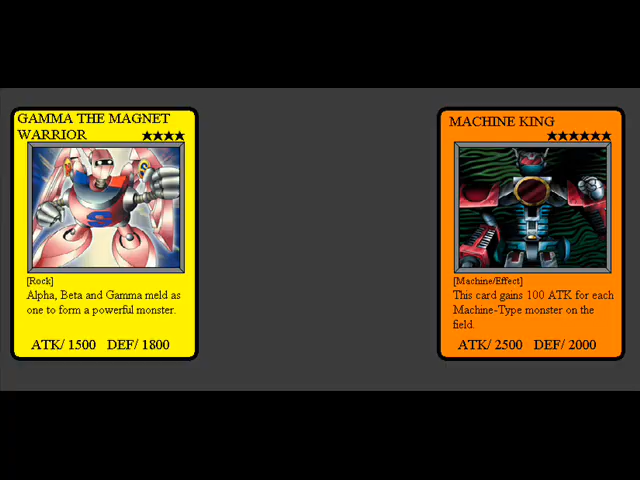 GAMMA THE MAGNET
WARRIOR
[Rock]
Alpha, Beta and Gamma meld as
one to form a powerful monster.
ATK/ 1500 DEF/ 1800
MACHINE KING
[Machine/Effect]
This card gains 100 ATK for each
Machine-Type monster on the
field.
ATK/ 2500 DEF/ 2000